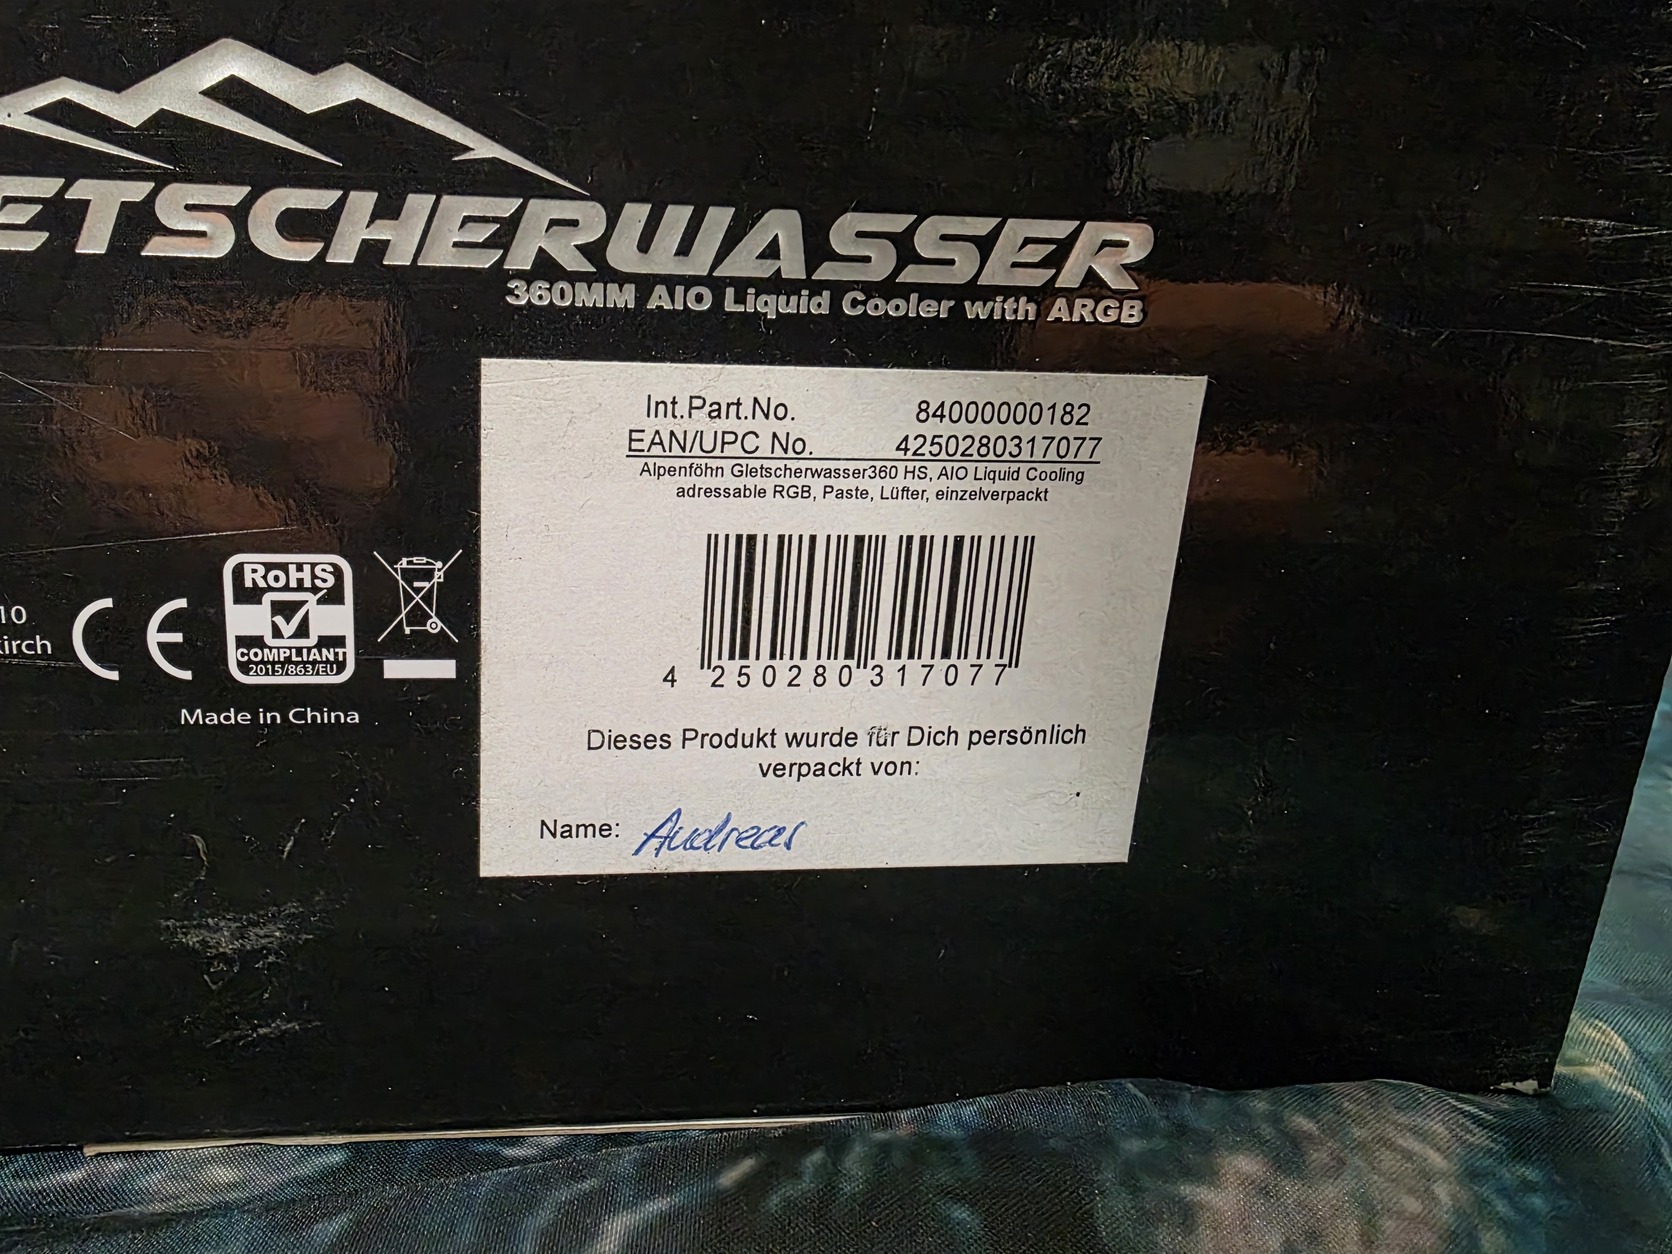 ETSCHERWASSER
360MM AIO Liquid Cooler with ARGB
Int.Part.No. 84000000182
EAN/UPC No. 4250280317077
Alpenföhn Gletscherwasser360 HS, AIO Liquid Cooling
adressable RGB, Paste, Lüfter, einzelverpackt
4 250280 317077
Dieses Produkt wurde für Dich persönlich
verpackt von:
Name: Andreas
10
irch
CE
RoHS
COMPLIANT
2015/863/EU
Made in China